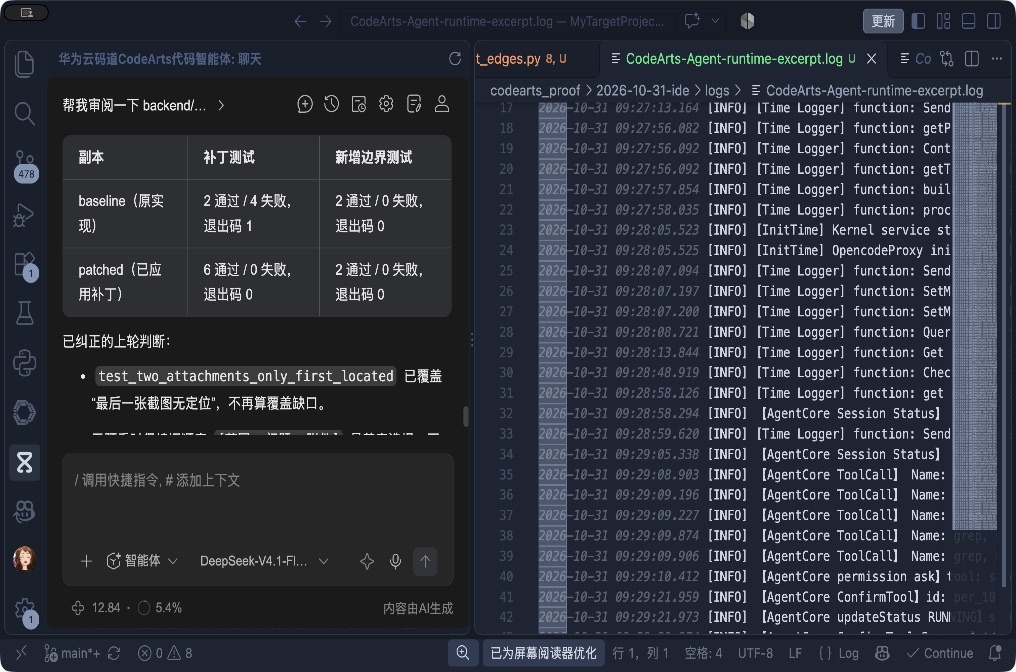 CodeArts-Agent-runtime-excerpt.log — MyTargetProjec...
更新
华为云码道CodeArts代码智能体: 聊天
帮我审阅一下 backend/...
副本 补丁测试 新增边界测试
baseline（原实现） 2 通过 / 4 失败，退出码 1 2 通过 / 0 失败，退出码 0
patched（已应用补丁） 6 通过 / 0 失败，退出码 0 2 通过 / 0 失败，退出码 0
已纠正的上轮判断:
• test_two_attachments_only_first_located 已覆盖
“最后一张截图无定位”，不再算覆盖缺口。
/ 调用快捷指令, # 添加上下文
智能体 DeepSeek-V4.1-Fl...
12.84 · 5.4% 内容由AI生成
478
1
1
t_edges.py 8, U CodeArts-Agent-runtime-excerpt.log U Co
codearts_proof > 2026-10-31-ide > logs > CodeArts-Agent-runtime-excerpt.log
17 2026-10-31 09:27:13.164 [INFO] [Time Logger] function: Send
18 2026-10-31 09:27:56.082 [INFO] [Time Logger] function: getP
19 2026-10-31 09:27:56.092 [INFO] [Time Logger] function: Cont
20 2026-10-31 09:27:56.092 [INFO] [Time Logger] function: getT
21 2026-10-31 09:27:57.854 [INFO] [Time Logger] function: buil
22 2026-10-31 09:27:58.035 [INFO] [Time Logger] function: proc
23 2026-10-31 09:28:05.523 [INFO] [InitTime] Kernel service st
24 2026-10-31 09:28:05.525 [INFO] [InitTime] OpencodeProxy ini
25 2026-10-31 09:28:07.094 [INFO] [Time Logger] function: Send
26 2026-10-31 09:28:07.197 [INFO] [Time Logger] function: SetM
27 2026-10-31 09:28:07.200 [INFO] [Time Logger] function: SetM
28 2026-10-31 09:28:08.721 [INFO] [Time Logger] function: Quer
29 2026-10-31 09:28:13.844 [INFO] [Time Logger] function: Get
30 2026-10-31 09:28:48.919 [INFO] [Time Logger] function: Chec
31 2026-10-31 09:28:58.126 [INFO] [Time Logger] function: get
32 2026-10-31 09:28:58.294 [INFO] 【AgentCore Session Status】
33 2026-10-31 09:28:59.620 [INFO] [Time Logger] function: Send
34 2026-10-31 09:29:05.338 [INFO] 【AgentCore Session Status】
35 2026-10-31 09:29:08.903 [INFO] 【AgentCore ToolCall】 Name:
36 2026-10-31 09:29:09.196 [INFO] 【AgentCore ToolCall】 Name:
37 2026-10-31 09:29:09.227 [INFO] 【AgentCore ToolCall】 Name:
38 2026-10-31 09:29:09.874 [INFO] 【AgentCore ToolCall】 Name: grep,
39 2026-10-31 09:29:09.906 [INFO] 【AgentCore ToolCall】 Name: grep,
40 2026-10-31 09:29:10.412 [INFO] 【AgentCore permission ask】tool: s
41 2026-10-31 09:29:21.959 [INFO] 【AgentCore ConfirmTool】id: per_18
42 2026-10-31 09:29:21.959 [INFO] 【AgentCore updateStatus RUNNING】s
main*+ 0 8 已为屏幕阅读器优化 行 1，列 1 空格: 4 UTF-8 LF { } Log Continue